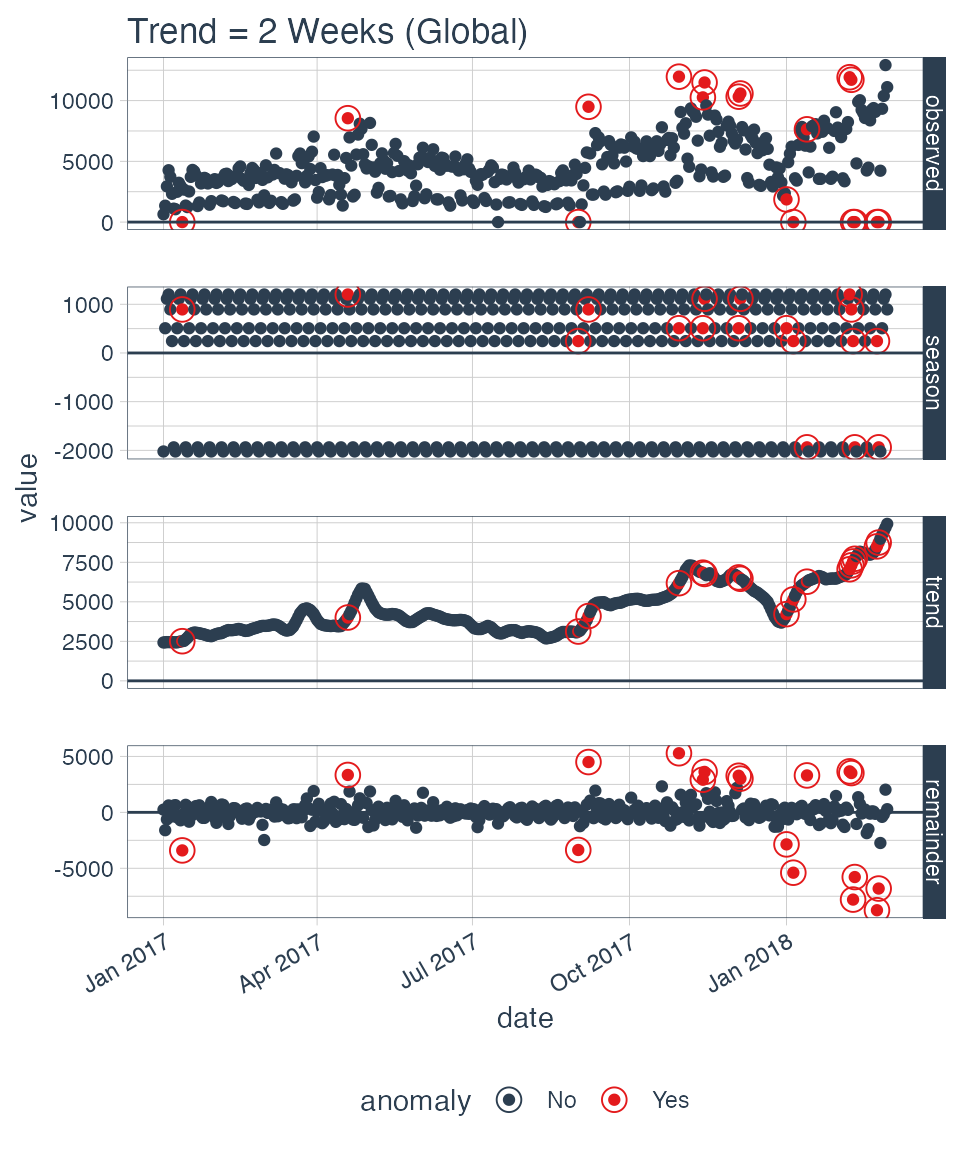 Trend = 2 Weeks (Global)
10000
5000
0
observed
1000
0
-1000
-2000
season
value
10000
7500
5000
2500
0
trend
5000
0
-5000
remainder
Jan 2017
Apr 2017
Jul 2017
Oct 2017
Jan 2018
date
anomaly No Yes